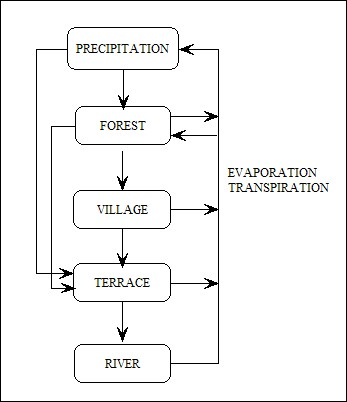 PRECIPITATION
FOREST
EVAPORATION
TRANSPIRATION
VILLAGE
TERRACE
RIVER